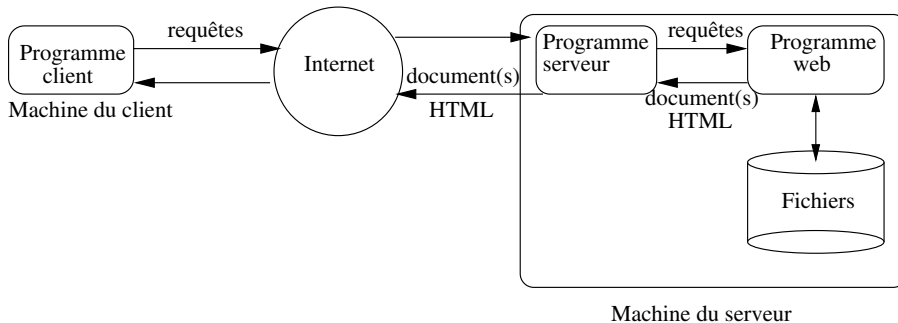 requêtes
Programme
client
Machine du client
Internet
document(s)
HTML
Programme
serveur
requêtes
Programme
web
document(s)
HTML
Fichiers
Machine du serveur